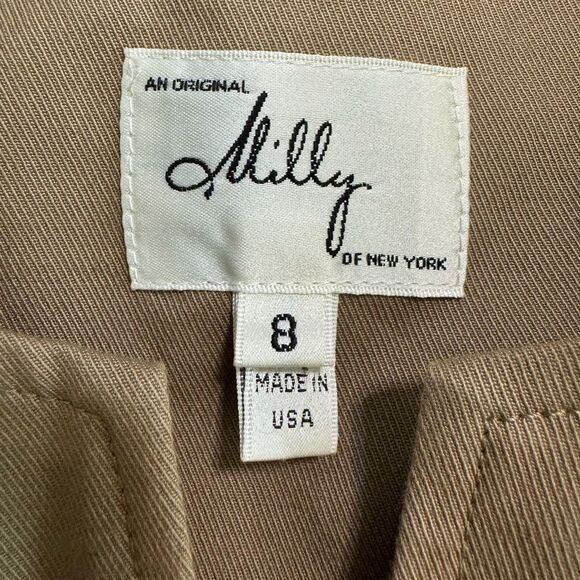 AN ORIGINAL
Milly
OF NEW YORK
8
MADE IN
USA